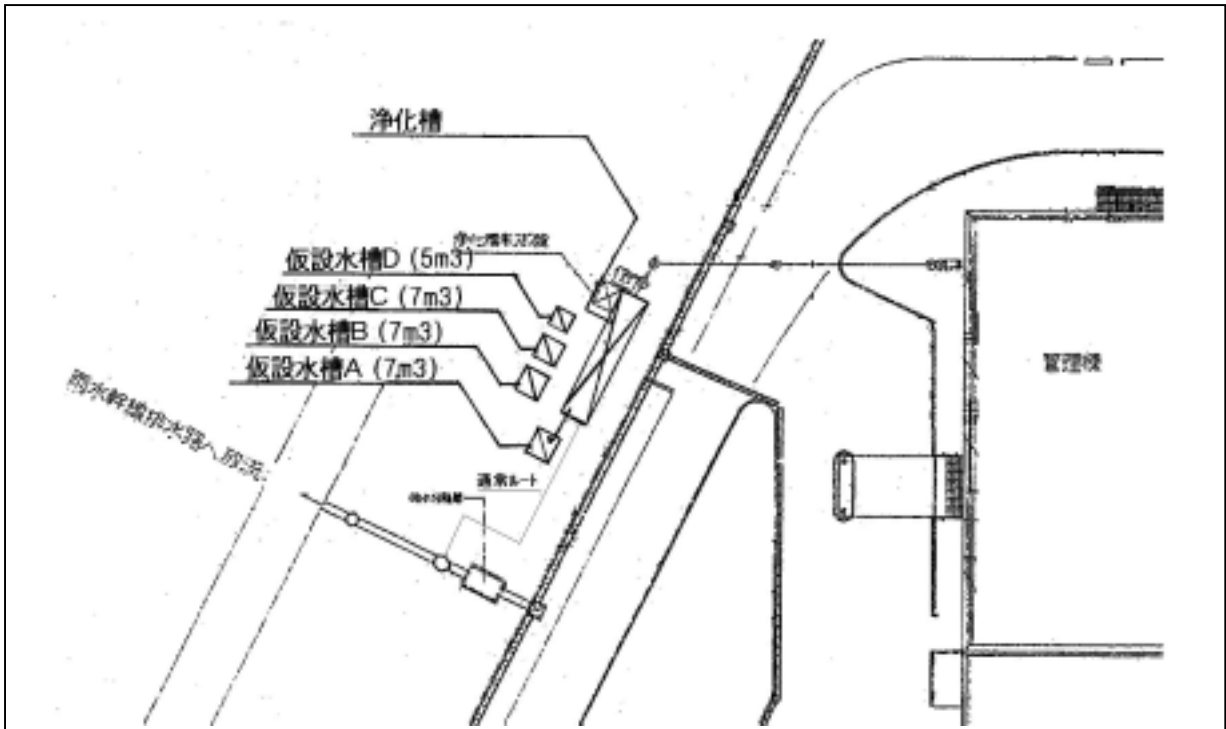 浄化槽
仮設水槽D (5m3)
仮設水槽C (7m3)
仮設水槽B (7m3)
仮設水槽A (7m3)
管理棟
雨水幹線排水路へ放流
通常ルート